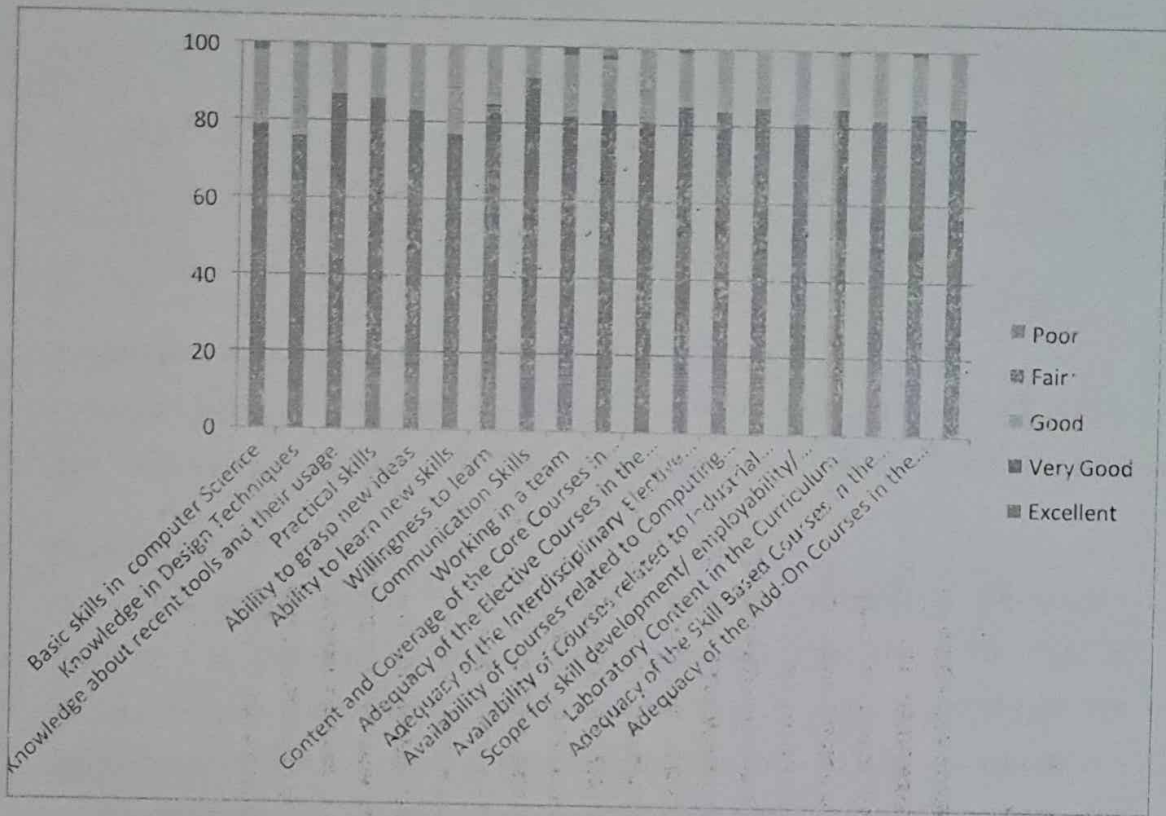 100
80
60
40
20
0
Basic skills in computer Science
Knowledge in Design Techniques
Knowledge about recent tools and their usage
Practical skills
Ability to grasp new ideas
Ability to learn new skills
Willingness to learn
Communication Skills
Working in a team
Content and Coverage of the Core Courses in...
Adequacy of the Elective Courses in the...
Adequacy of the Interdisciplinary Elective...
Availability of Courses related to Computing...
Availability of Courses related to Industrial...
Scope for skill development/ employability/...
Laboratory Content in the Curriculum
Adequacy of the Skill Based Courses in the...
Adequacy of the Add-On Courses in the...
Poor
Fair
Good
Very Good
Excellent